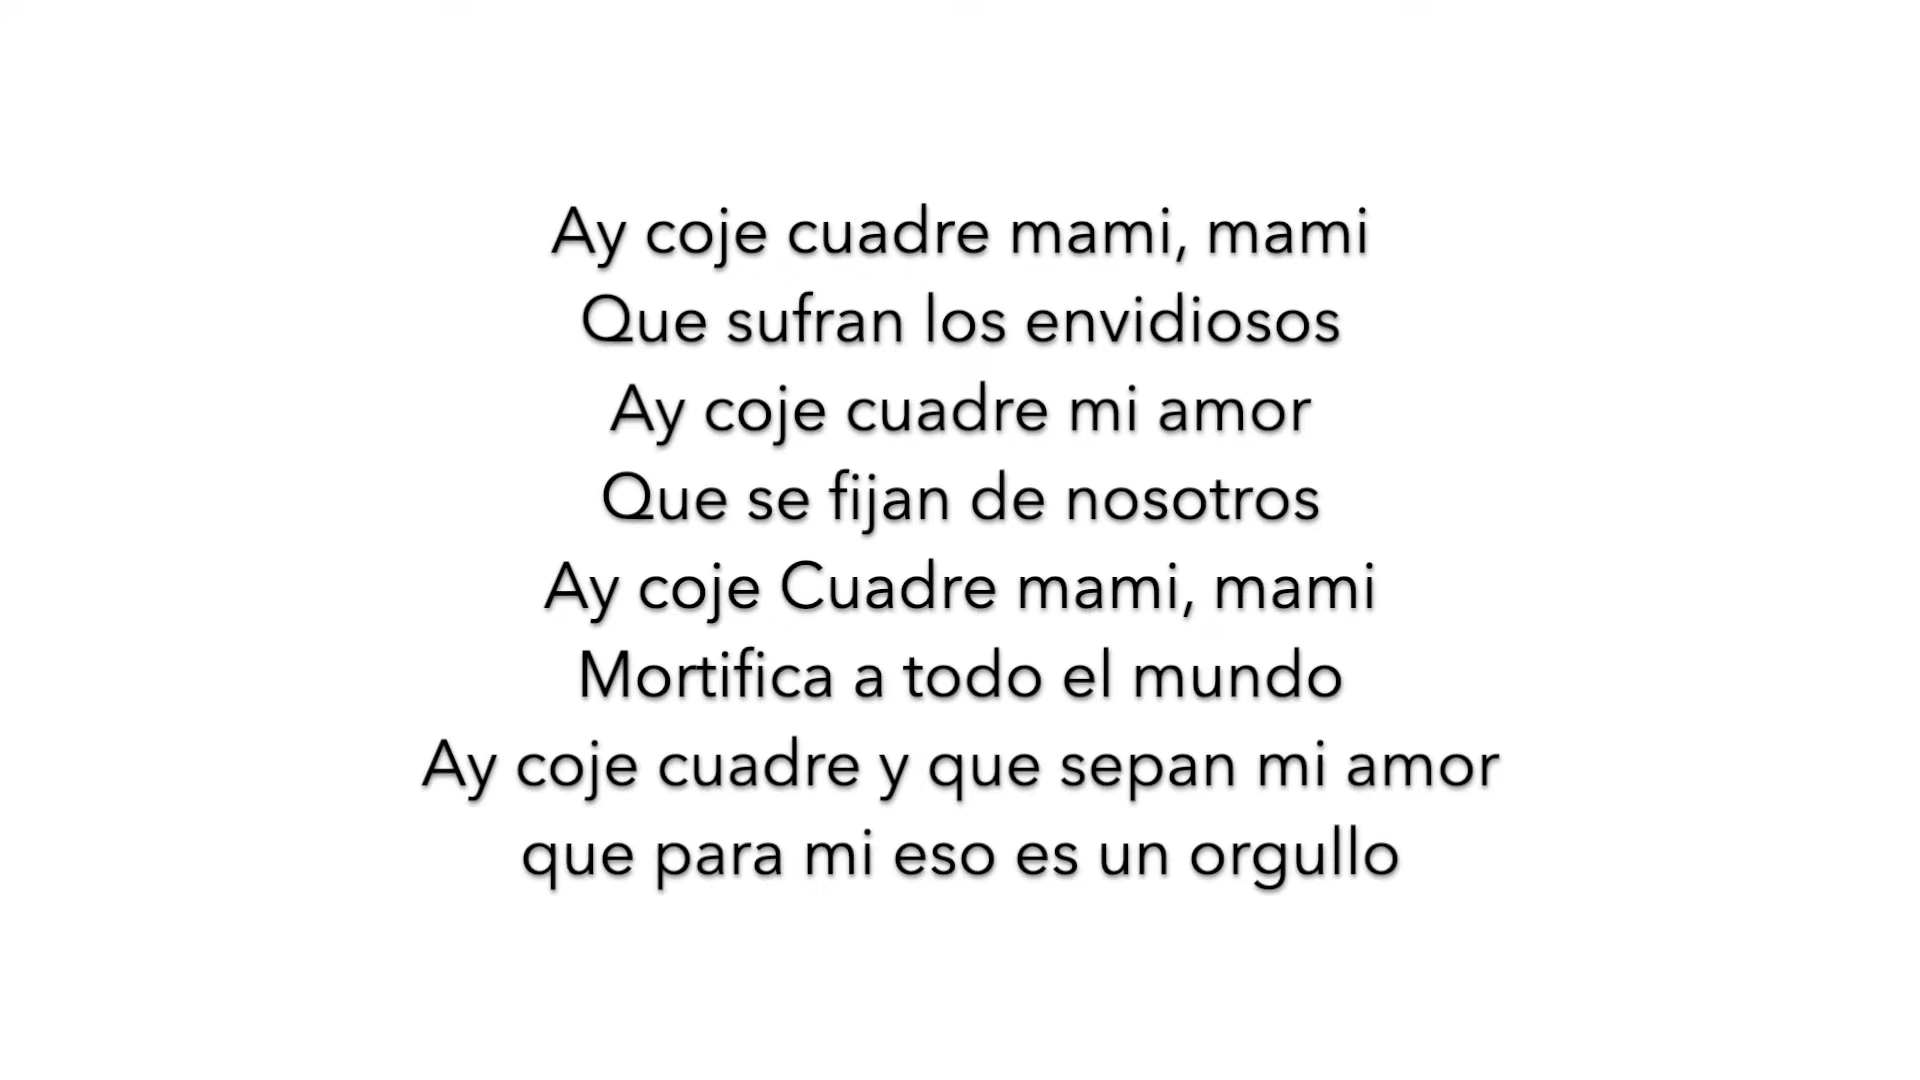 Ay coje cuadre mami, mami
Que sufran los envidiosos
Ay coje cuadre mi amor
Que se fijan de nosotros
Ay coje Cuadre mami, mami
Mortifica a todo el mundo
Ay coje cuadre y que sepan mi amor
que para mi eso es un orgullo